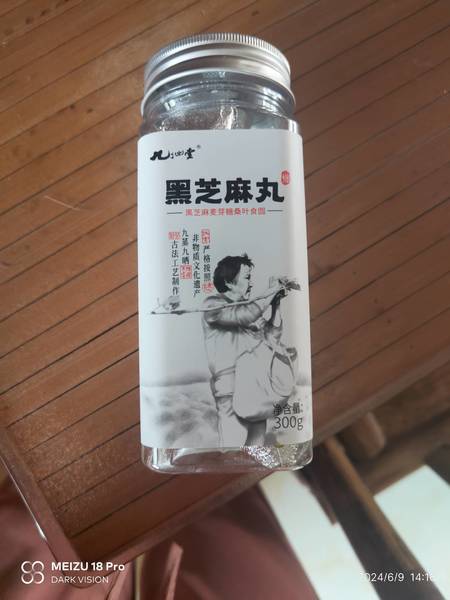 黑芝麻丸
黑芝麻麦芽糖桑叶食圆
严格按照
非物质文化遗产
九蒸九晒
古法工艺制作
净含量:
300g
MEIZU 18 Pro
DARK VISION
2024/6/9 14:16